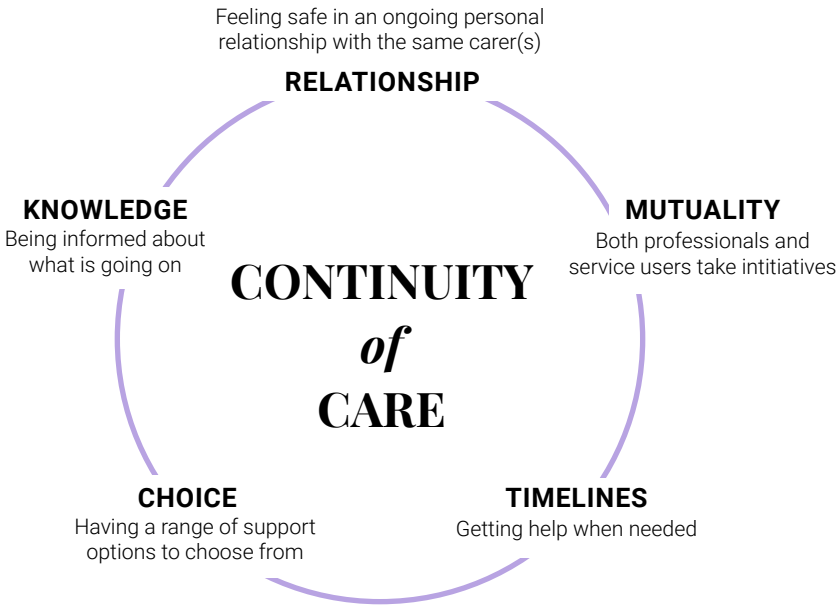 Feeling safe in an ongoing personal
relationship with the same carer(s)
RELATIONSHIP
KNOWLEDGE
Being informed about
what is going on
MUTUALITY
Both professionals and
service users take intitiatives
CONTINUITY
of
CARE
CHOICE
Having a range of support
options to choose from
TIMELINES
Getting help when needed